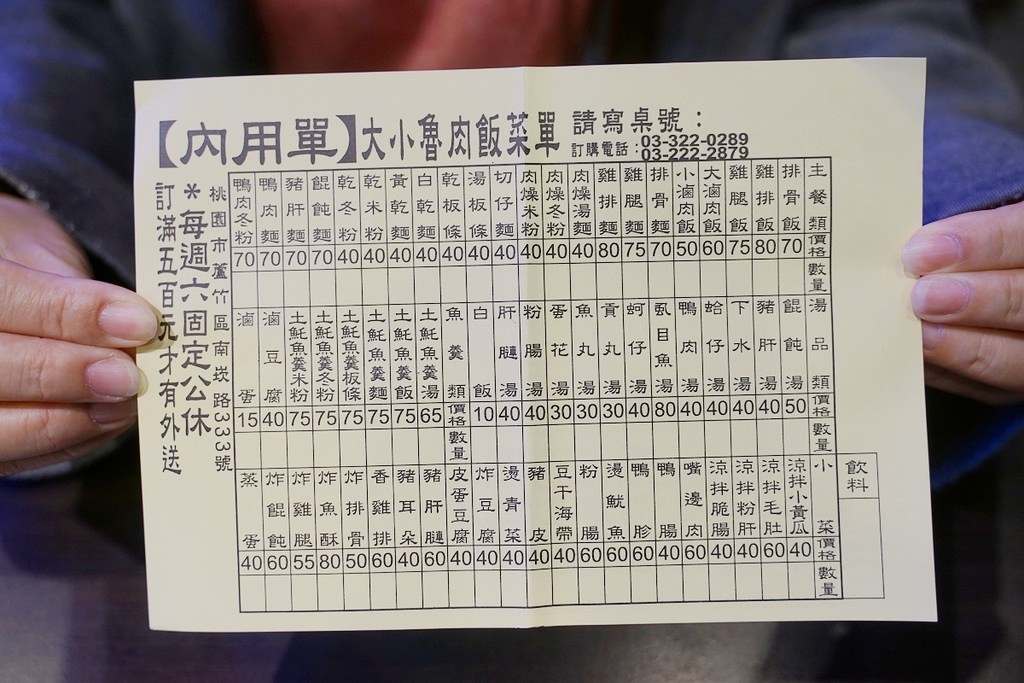 【內用單】大小魯肉飯菜單
請寫桌號：
訂購電話：03-322-0289
03-222-2879
主餐類 價格 數量
排骨飯 70
雞排飯 80
雞腿飯 75
大滷肉飯 60
小滷肉飯 50
排骨麵 70
雞腿麵 75
雞排麵 80
肉燥湯麵 40
肉燥冬粉 40
肉燥米粉 40
切仔麵 40
湯板條 40
乾板條 40
白乾麵 40
黃乾麵 40
乾米粉 40
乾冬粉 40
餛飩麵 70
豬肝麵 70
鴨肉麵 70
鴨肉冬粉 70
湯品類 價格 數量
餛飩湯 50
豬肝湯 40
下水湯 40
蛤仔湯 40
鴨肉湯 40
虱目魚湯 80
蚵仔湯 40
貢丸湯 30
魚丸湯 30
蛋花湯 30
粉腸湯 40
肝腱湯 40
白飯 10
魚羹類 價格 數量
土魠魚羹湯 65
土魠魚羹飯 75
土魠魚羹麵 75
土魠魚羹板條 75
土魠魚羹冬粉 75
土魠魚羹米粉 75
滷豆腐 40
滷蛋 15
飲料
小菜 價格 數量
涼拌小黃瓜 40
涼拌毛肚 60
涼拌粉肝 40
涼拌脆腸 40
嘴邊肉 60
鴨腸 40
鴨胗 60
燙魷魚 60
粉腸 60
豆干海帶 40
豬皮 40
燙青菜 40
炸豆腐 40
皮蛋豆腐 40
豬肝腱 60
豬耳朵 40
香雞排 60
炸排骨 50
炸魚酥 80
炸雞腿 55
炸餛飩 60
蒸蛋 40
桃園市蘆竹區南崁路333號
＊每週六固定公休
訂滿五百元才有外送